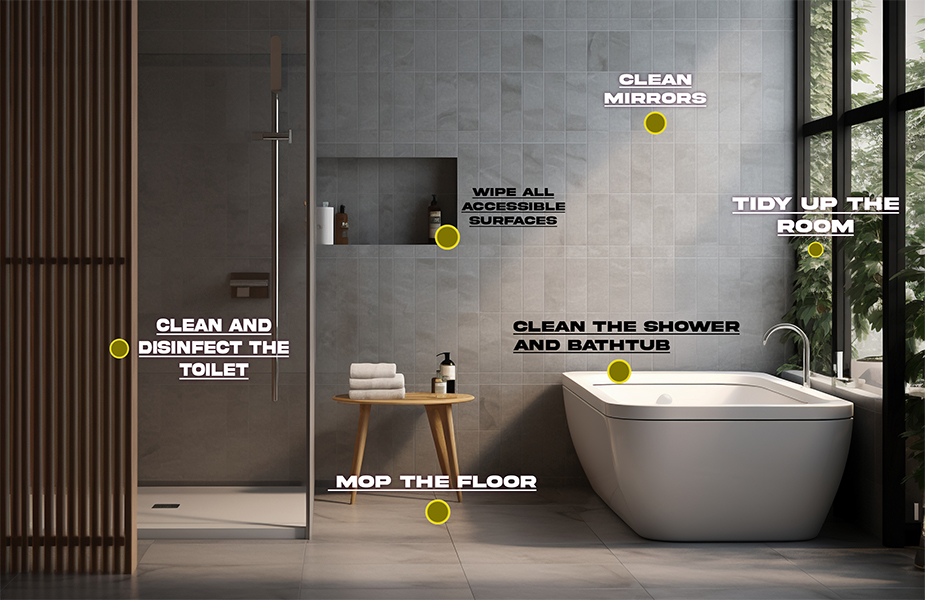 CLEAN
MIRRORS
WIPE ALL
ACCESSIBLE
SURFACES
TIDY UP THE
ROOM
CLEAN AND
DISINFECT THE
TOILET
CLEAN THE SHOWER
AND BATHTUB
MOP THE FLOOR